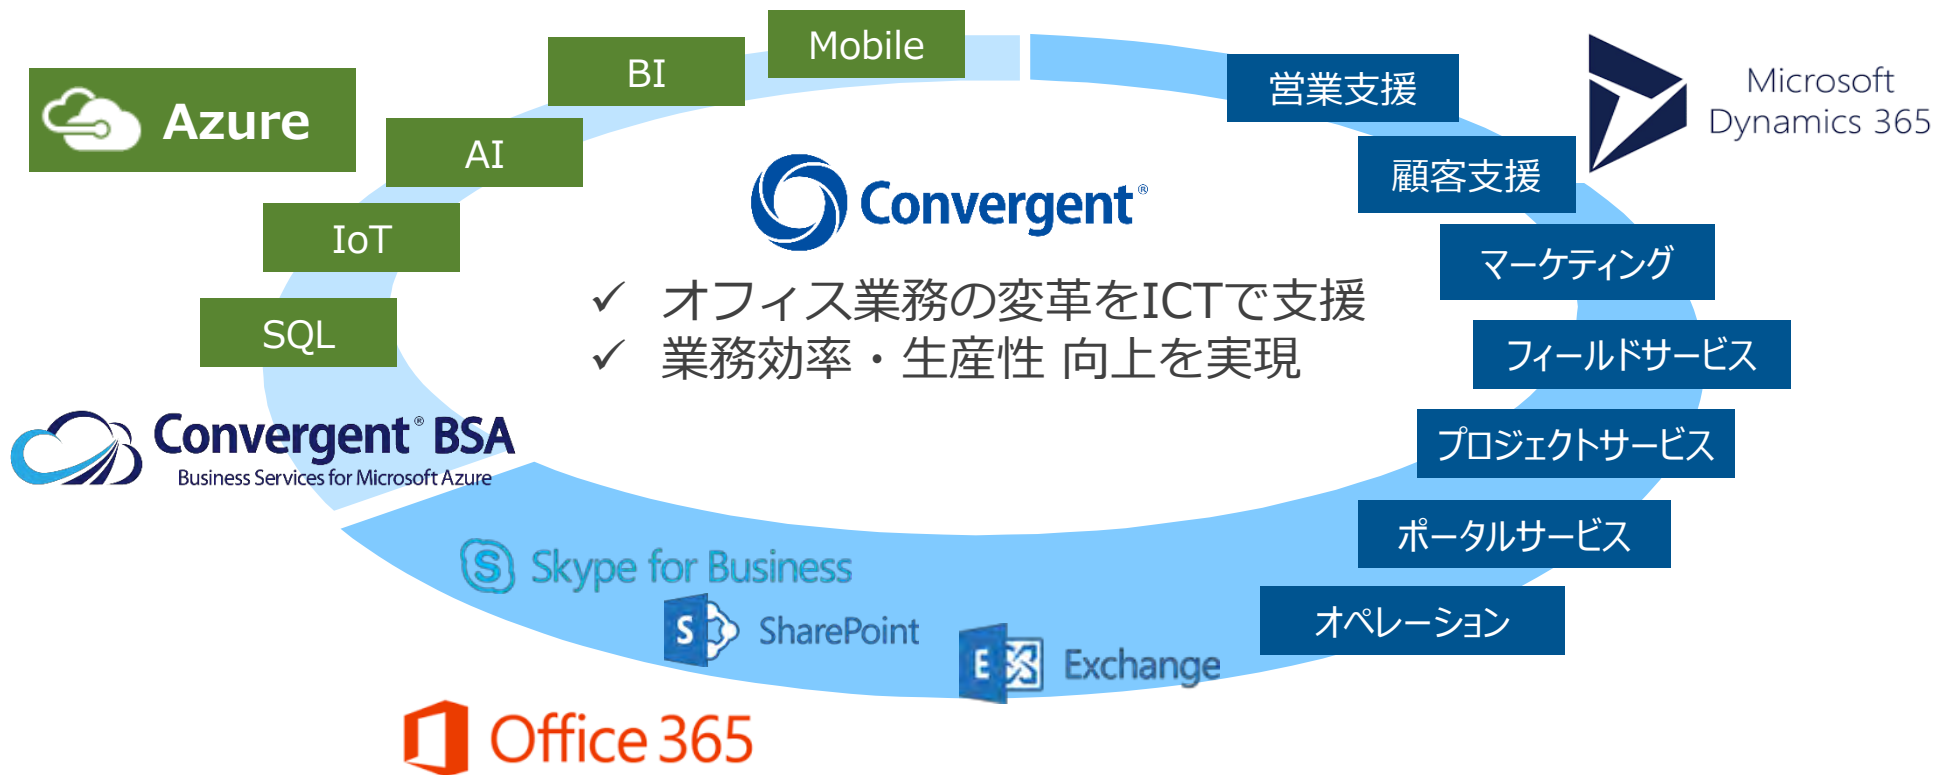 Mobile
BI
Azure
AI
IoT
SQL
Convergent® BSA
Business Services for Microsoft Azure
Convergent®
✓ オフィス業務の変革をICTで支援
✓ 業務効率・生産性 向上を実現
営業支援
Microsoft
Dynamics 365
顧客支援
マーケティング
フィールドサービス
プロジェクトサービス
ポータルサービス
オペレーション
S Skype for Business
S SharePoint
E Exchange
Office 365